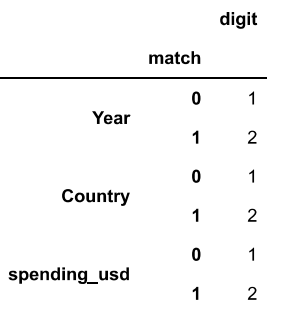 digit
match
0 1
Year
1 2
0 1
Country
1 2
0 1
spending_usd
1 2